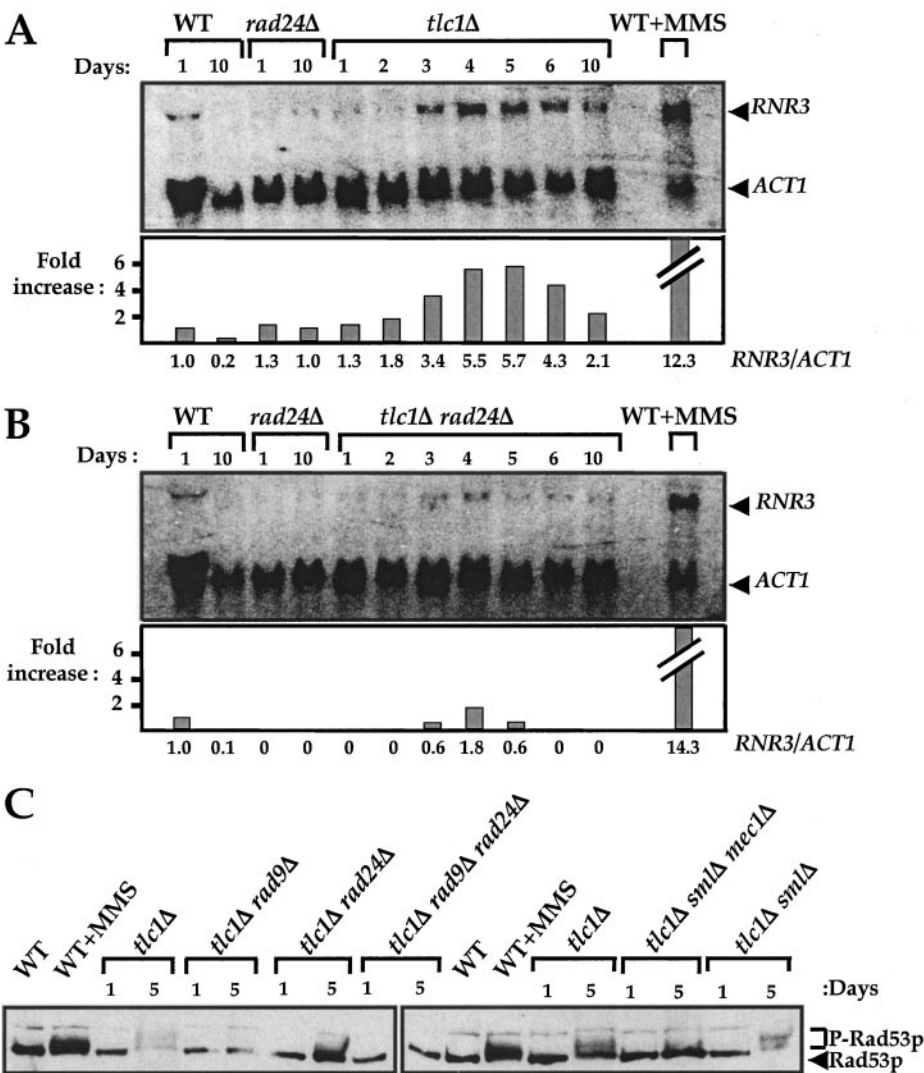 A
WT rad24Δ tlc1Δ WT+MMS
Days: 1 10 1 10 1 2 3 4 5 6 10
RNR3
ACT1
Fold increase :
6
4
2
1.0 0.2 1.3 1.0 1.3 1.8 3.4 5.5 5.7 4.3 2.1 12.3 RNR3/ACT1
B
WT rad24Δ tlc1Δ rad24Δ WT+MMS
Days : 1 10 1 10 1 2 3 4 5 6 10
RNR3
ACT1
Fold increase :
6
4
2
1.0 0.1 0 0 0 0 0.6 1.8 0.6 0 0 14.3 RNR3/ACT1
C
WT WT+MMS tlc1Δ tlc1Δ rad9Δ tlc1Δ rad24Δ tlc1Δ rad9Δ rad24Δ WT WT+MMS tlc1Δ tlc1Δ smlΔ mec1Δ tlc1Δ smlΔ
1 5 1 5 1 5 1 5 1 5 1 5 1 5 :Days
P-Rad53p
Rad53p